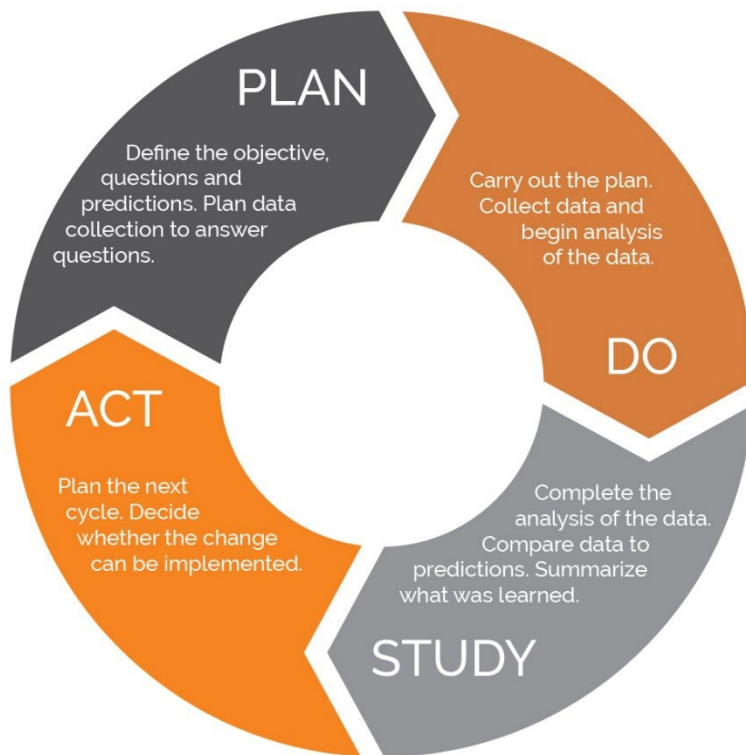 PLAN
Define the objective,
questions and
predictions. Plan data
collection to answer
questions.
Carry out the plan.
Collect data and
begin analysis
of the data.
DO
Complete the
analysis of the data.
Compare data to
predictions. Summarize
what was learned.
STUDY
ACT
Plan the next
cycle. Decide
whether the change
can be implemented.